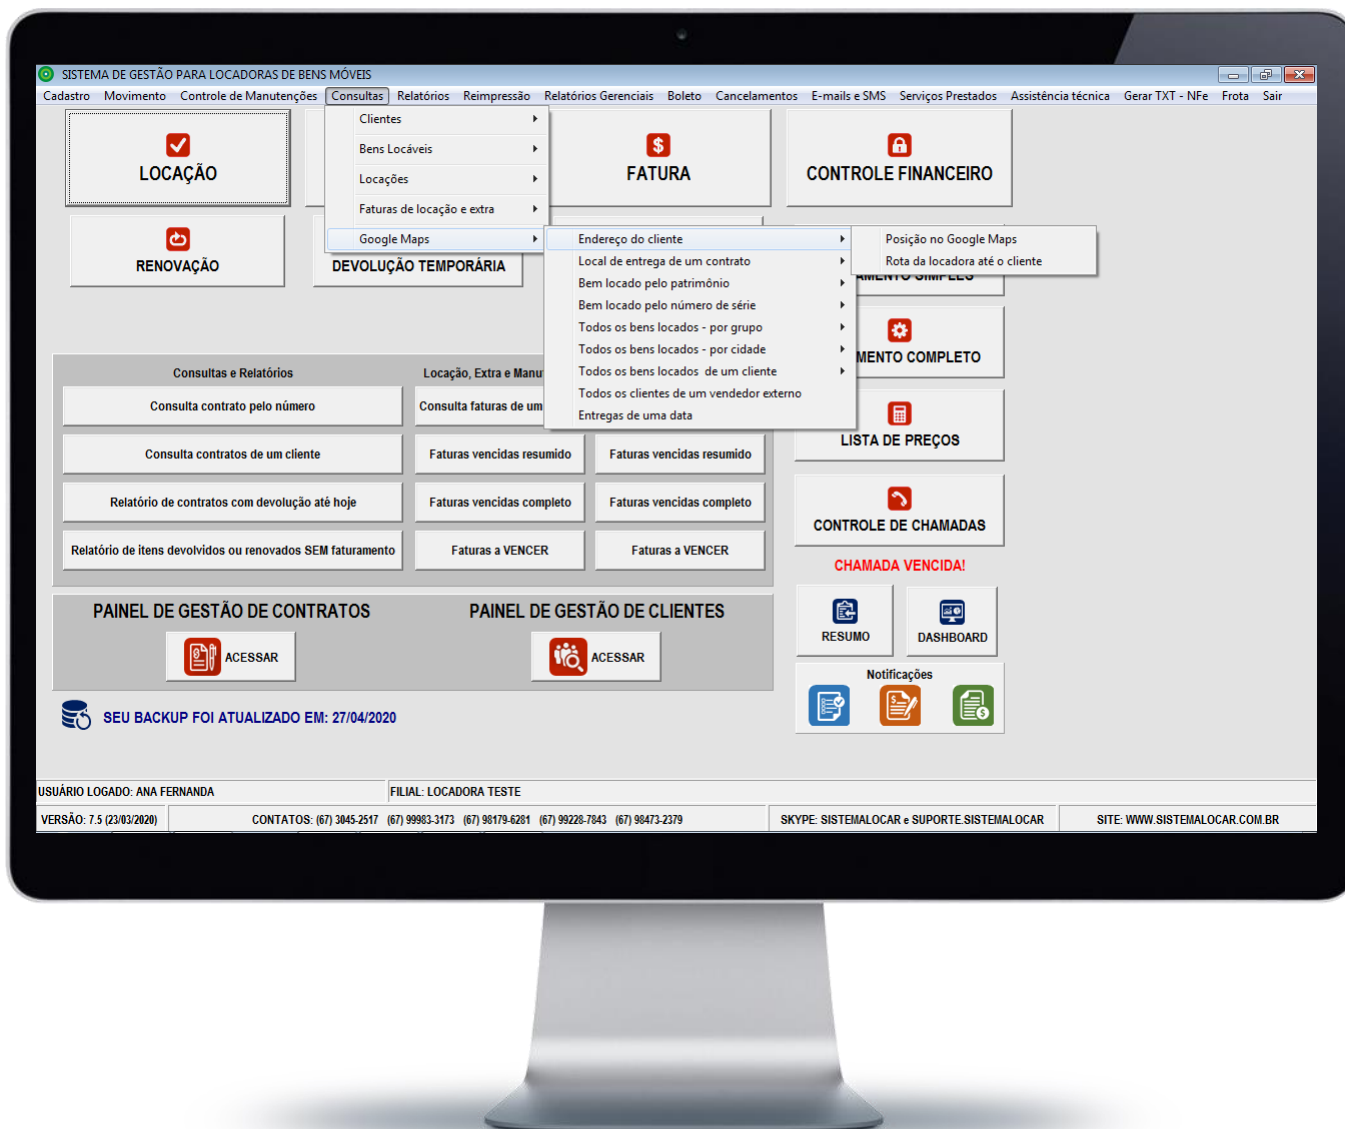 SISTEMA DE GESTÃO PARA LOCADORAS DE BENS MÓVEIS
Cadastro Movimento Controle de Manutenções Consultas Relatórios Reimpressão Relatórios Gerenciais Boleto Cancelamentos E-mails e SMS Serviços Prestados Assistência técnica Gerar TXT - NFe Frota Sair
Clientes
Bens Locáveis
Locações
Faturas de locação e extra
Google Maps
Endereço do cliente
Local de entrega de um contrato
Bem locado pelo patrimônio
Bem locado pelo número de série
Todos os bens locados - por grupo
Todos os bens locados - por cidade
Todos os bens locados de um cliente
Todos os clientes de um vendedor externo
Entregas de uma data
Posição no Google Maps
Rota da locadora até o cliente
LOCAÇÃO
FATURA
CONTROLE FINANCEIRO
RENOVAÇÃO
DEVOLUÇÃO TEMPORÁRIA
SIMPLES
COMPLETO
LISTA DE PREÇOS
CONTROLE DE CHAMADAS
CHAMADA VENCIDA!
Consultas e Relatórios
Locação, Extra e Manu
Consulta contrato pelo número
Consulta faturas de um
Consulta contratos de um cliente
Faturas vencidas resumido
Faturas vencidas resumido
Relatório de contratos com devolução até hoje
Faturas vencidas completo
Faturas vencidas completo
Relatório de itens devolvidos ou renovados SEM faturamento
Faturas a VENCER
Faturas a VENCER
PAINEL DE GESTÃO DE CONTRATOS
PAINEL DE GESTÃO DE CLIENTES
ACESSAR
ACESSAR
RESUMO
DASHBOARD
Notificações
SEU BACKUP FOI ATUALIZADO EM: 27/04/2020
USUÁRIO LOGADO: ANA FERNANDA
FILIAL: LOCADORA TESTE
VERSÃO: 7.5 (23/03/2020)
CONTATOS: (67) 3045-2517 (67) 99983-3173 (67) 98179-6281 (67) 99228-7843 (67) 98473-2379
SKYPE: SISTEMALOCAR e SUPORTE.SISTEMALOCAR
SITE: WWW.SISTEMALOCAR.COM.BR